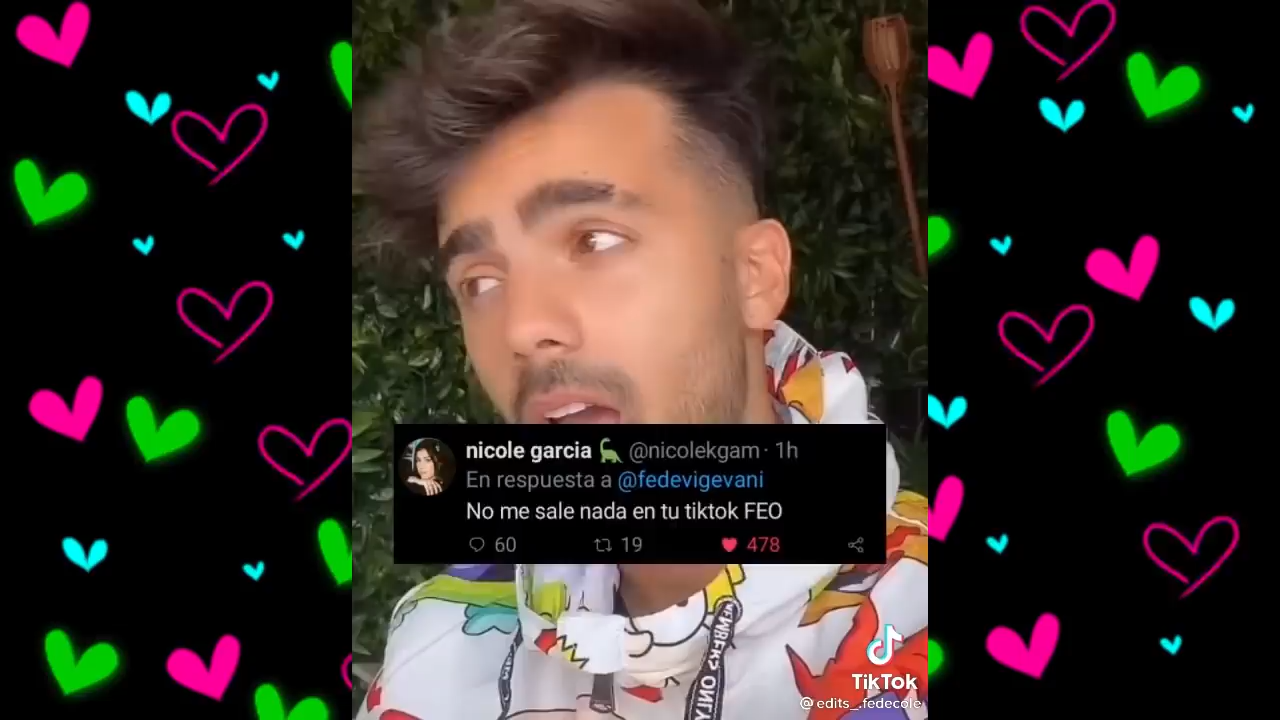 nicole garcia 🦕 @nicolekgam · 1h
En respuesta a @fedevigevani
No me sale nada en tu tiktok FEO
60 19 478
TikTok
@edits_.fedecole